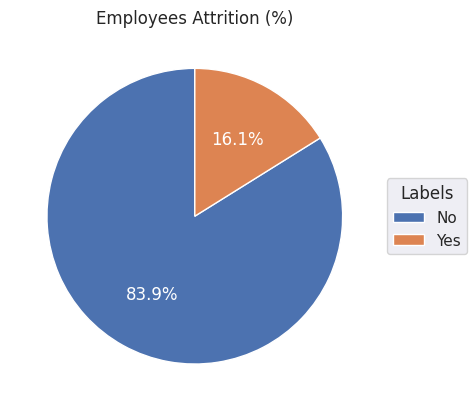 Employees Attrition (%)
16.1%
83.9%
Labels
No
Yes